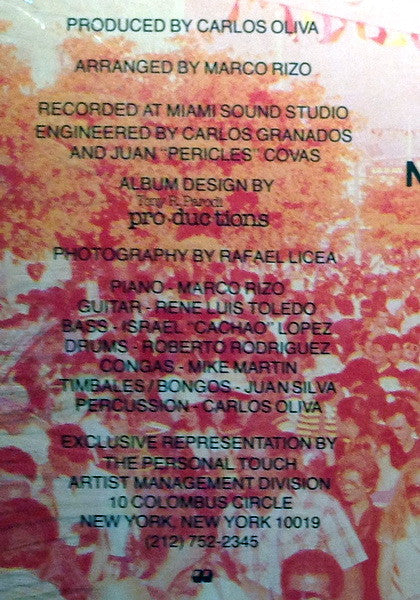 PRODUCED BY CARLOS OLIVA
ARRANGED BY MARCO RIZO
RECORDED AT MIAMI SOUND STUDIO
ENGINEERED BY CARLOS GRANADOS
AND JUAN "PERICLES" COVAS
ALBUM DESIGN BY
Tony R. Parodi
pro·ductions
PHOTOGRAPHY BY RAFAEL LICEA
PIANO - MARCO RIZO
GUITAR - RENE LUIS TOLEDO
BASS - ISRAEL "CACHAO" LOPEZ
DRUMS - ROBERTO RODRIGUEZ
CONGAS - MIKE MARTIN
TIMBALES / BONGOS - JUAN SILVA
PERCUSSION - CARLOS OLIVA
EXCLUSIVE REPRESENTATION BY
THE PERSONAL TOUCH
ARTIST MANAGEMENT DIVISION
10 COLOMBUS CIRCLE
NEW YORK, NEW YORK 10019
(212) 752-2345